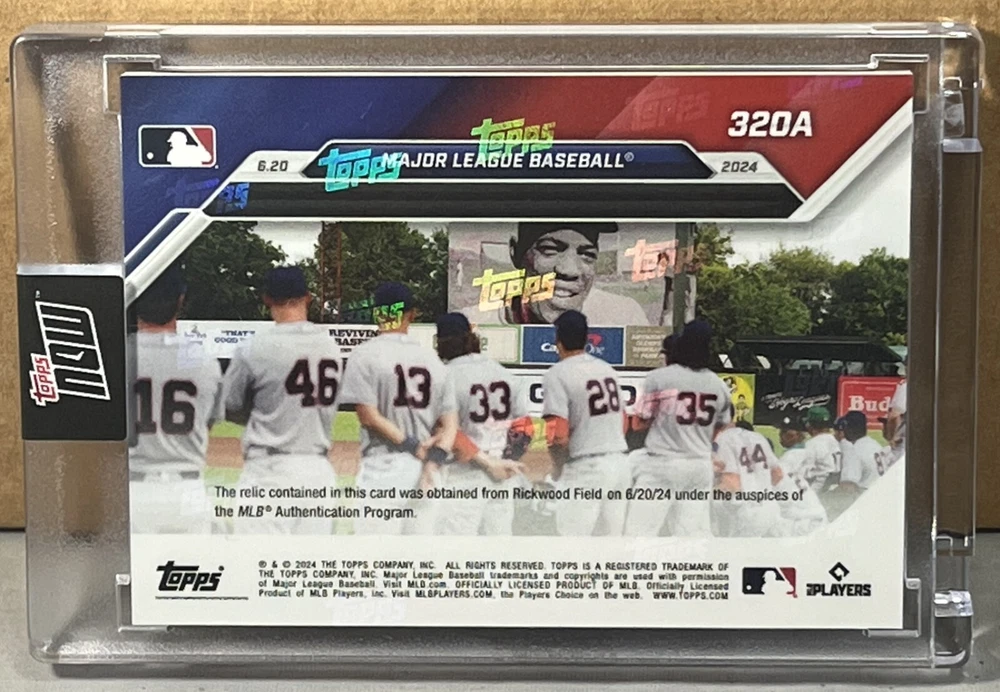 320A
topps
6.20 MAJOR LEAGUE BASEBALL® 2024
topps
topps
topps
topps NOW™
REVIVING
16 46 13 33 28 35
44
Bud
The relic contained in this card was obtained from Rickwood Field on 6/20/24 under the auspices of
the MLB® Authentication Program.
topps
® & © 2024 THE TOPPS COMPANY, INC. ALL RIGHTS RESERVED. TOPPS IS A REGISTERED TRADEMARK OF
THE TOPPS COMPANY, INC. Major League Baseball trademarks and copyrights are used with permission
of Major League Baseball. Visit MLB.com. OFFICIALLY LICENSED PRODUCT OF MLB. Officially Licensed
Product of MLB Players, Inc. Visit MLBPLAYERS.COM, the Players Choice on the web. WWW.TOPPS.COM
PLAYERS